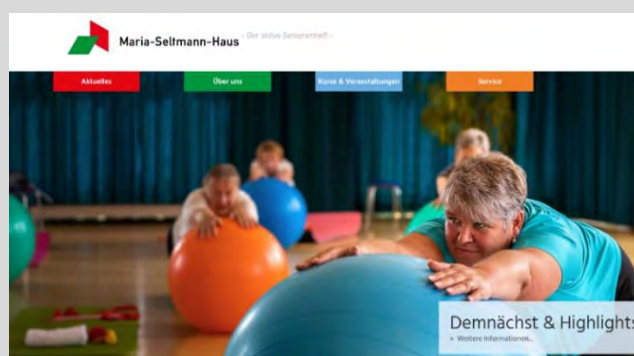 Maria-Seltmann-Haus - Der aktive Seniorentreff -
Aktuelles
Über uns
Kurse & Veranstaltungen
Service
Demnächst & Highlights
» Weitere Informationen...